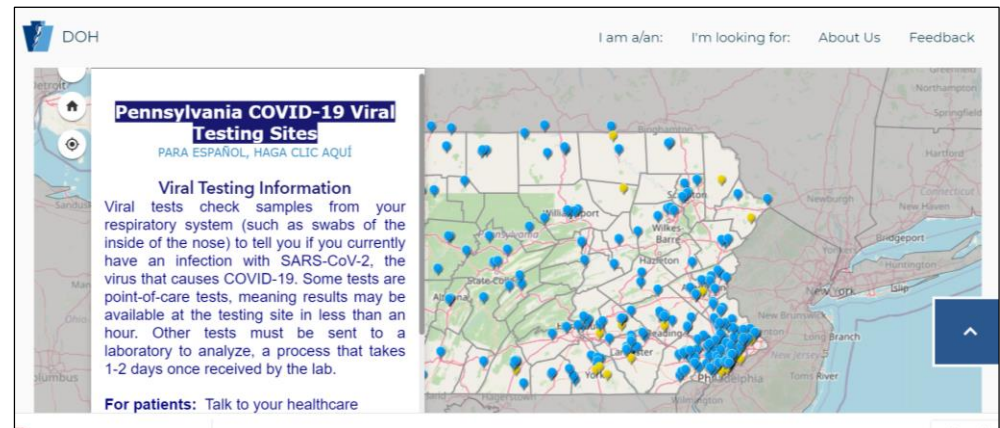 DOH
I am a/an:
I'm looking for:
About Us
Feedback
Pennsylvania COVID-19 Viral
Testing Sites
PARA ESPAÑOL, HAGA CLIC AQUÍ
Viral Testing Information
Viral tests check samples from your
respiratory system (such as swabs of the
inside of the nose) to tell you if you currently
have an infection with SARS-CoV-2, the
virus that causes COVID-19. Some tests are
point-of-care tests, meaning results may be
available at the testing site in less than an
hour. Other tests must be sent to a
laboratory to analyze, a process that takes
1-2 days once received by the lab.
For patients: Talk to your healthcare
Detroit
Binghamton
Northampton
Springfield
Hartford
Connecticut
New Haven
Newburgh
Bridgeport
Yonkers
Huntington
New York
Islip
New Brunswick
Long Branch
New Jersey
Toms River
Wilkes
Barre
Hazleton
Pennsylvania
Reading
Lancaster
York
Philadelphia
Wilmington
Hagerstown
Ohio